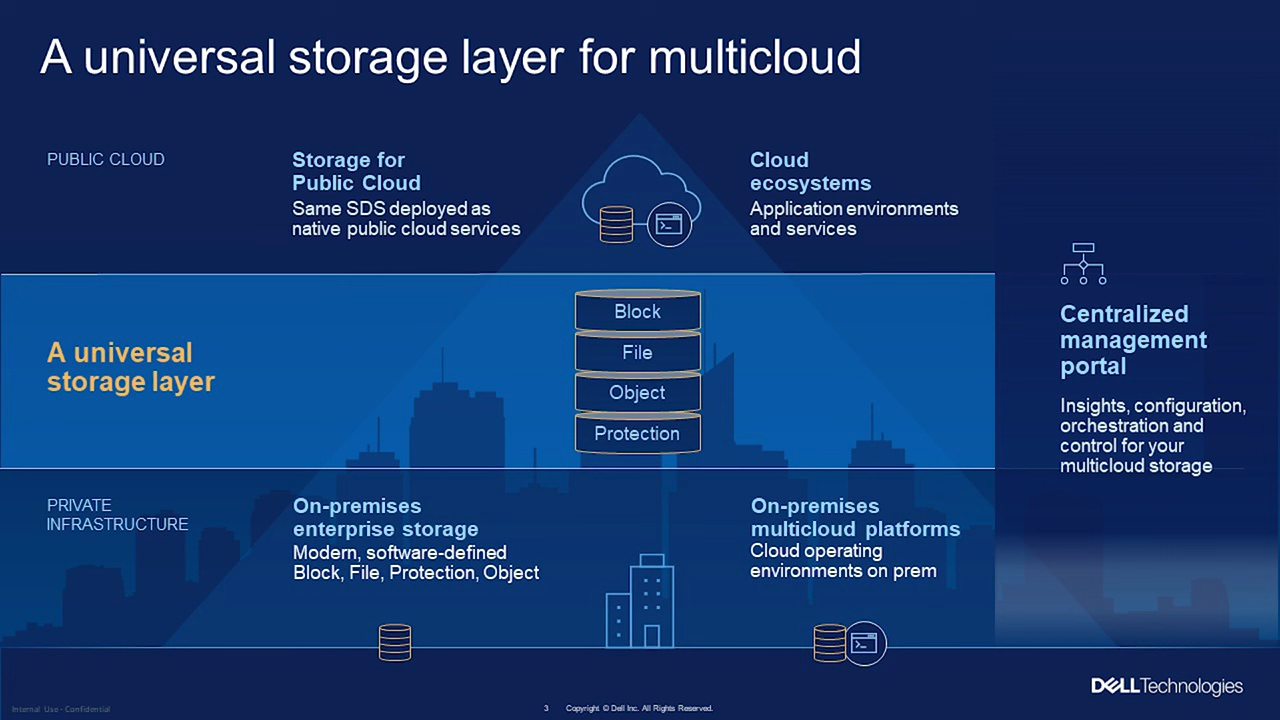 A universal storage layer for multicloud
PUBLIC CLOUD
Storage for
Public Cloud
Same SDS deployed as
native public cloud services
Cloud
ecosystems
Application environments
and services
A universal
storage layer
Block
File
Object
Protection
PRIVATE
INFRASTRUCTURE
On-premises
enterprise storage
Modern, software-defined
Block, File, Protection, Object
On-premises
multicloud platforms
Cloud operating
environments on prem
Centralized
management
portal
Insights, configuration,
orchestration and
control for your
multicloud storage
DELLTechnologies
Internal Use - Confidential
3 Copyright © Dell Inc. All Rights Reserved.